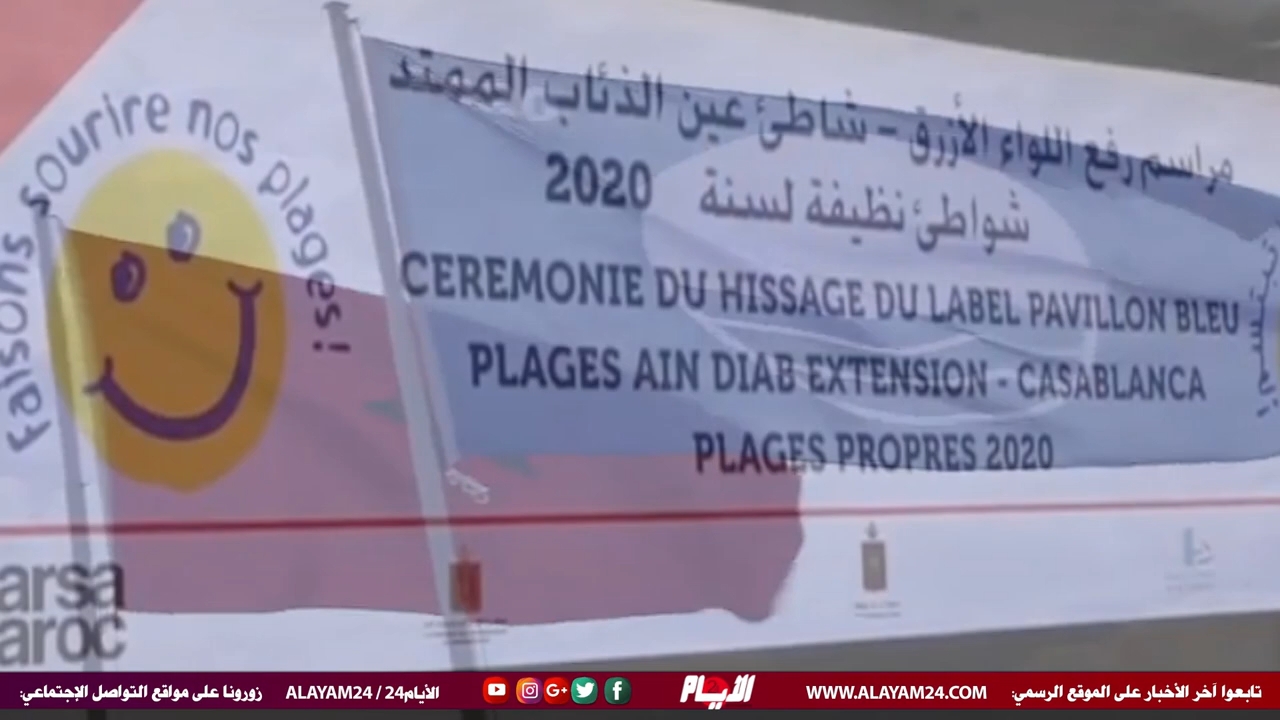 Faisons sourire nos plages!
مراسم رفع اللواء الأزرق - شاطئ عين الذئاب الممتد
شواطئ نظيفة لسنة 2020
CEREMONIE DU HISSAGE DU LABEL PAVILLON BLEU
PLAGES AIN DIAB EXTENSION - CASABLANCA
PLAGES PROPRES 2020
arsa
aroc
زورونا على مواقع التواصل الإجتماعي:
ALAYAM24 / الأيام24
الأيام
WWW.ALAYAM24.COM
تابعوا آخر الأخبار على الموقع الرسمي: